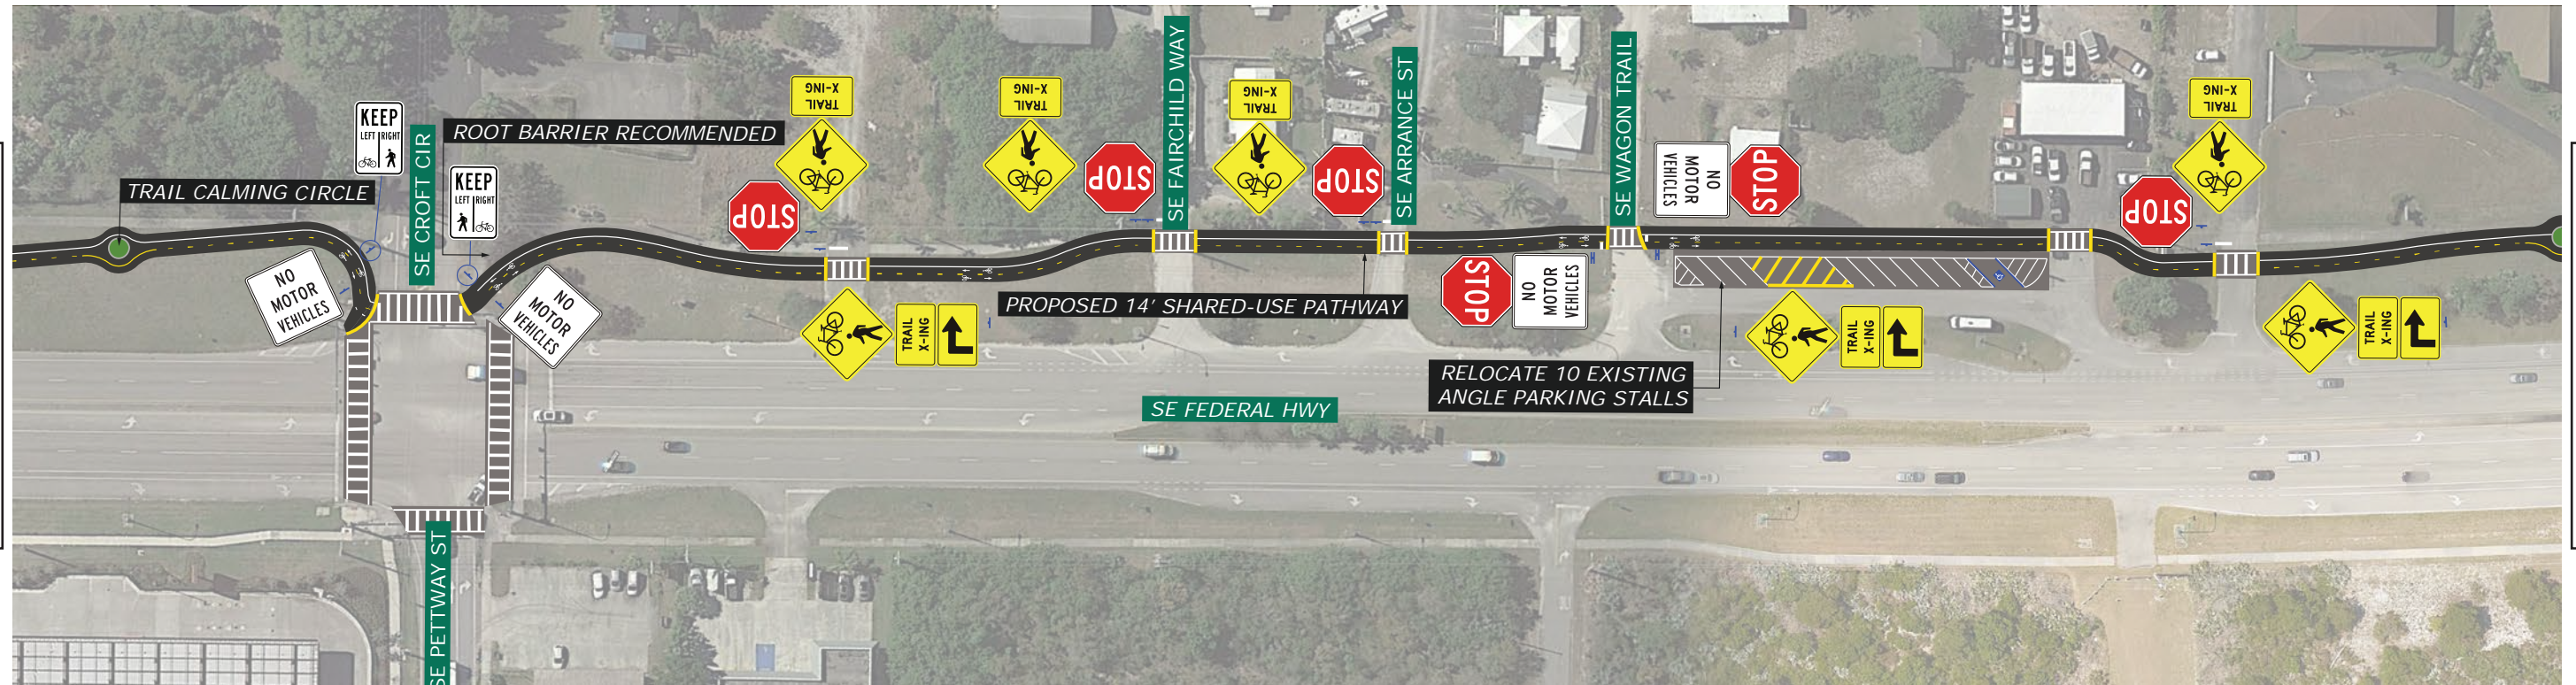 TRAIL CALMING CIRCLE
KEEP
LEFT RIGHT
SE CROFT CIR
ROOT BARRIER RECOMMENDED
KEEP
LEFT RIGHT
NO
MOTOR
VEHICLES
NO
MOTOR
VEHICLES
SE PETTWAY ST
TRAIL
X-ING
STOP
TRAIL
X-ING
TRAIL
X-ING
STOP
SE FAIRCHILD WAY
TRAIL
X-ING
STOP
SE ARRANCE ST
PROPOSED 14' SHARED-USE PATHWAY
SE FEDERAL HWY
STOP
NO
MOTOR
VEHICLES
SE WAGON TRAIL
NO
MOTOR
VEHICLES
STOP
RELOCATE 10 EXISTING
ANGLE PARKING STALLS
TRAIL
X-ING
TRAIL
X-ING
STOP
TRAIL
X-ING